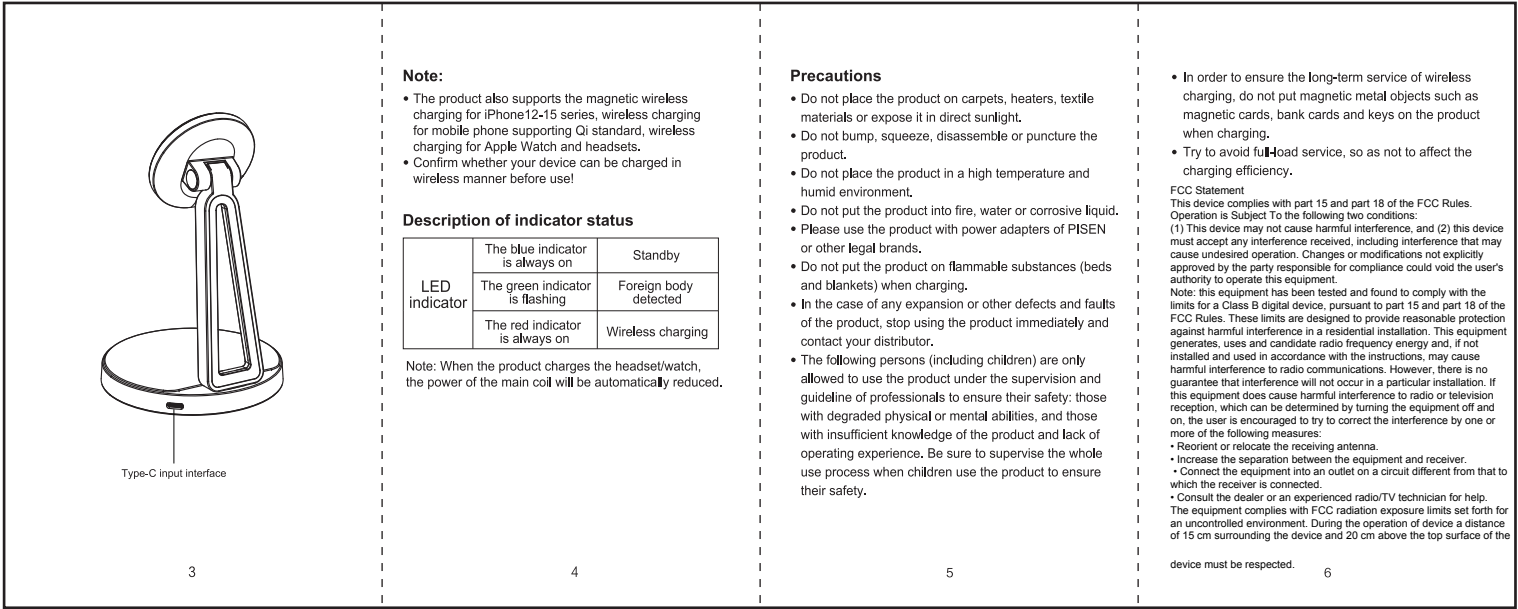 Type-C input interface
3
Note:
• The product also supports the magnetic wireless
charging for iPhone12-15 series, wireless charging
for mobile phone supporting Qi standard, wireless
charging for Apple Watch and headsets.
• Confirm whether your device can be charged in
wireless manner before use!
Description of indicator status
LED
indicator
The blue indicator
is always on
Standby
The green indicator
is flashing
Foreign body
detected
The red indicator
is always on
Wireless charging
Note: When the product charges the headset/watch,
the power of the main coil will be automatically reduced.
4
Precautions
• Do not place the product on carpets, heaters, textile
materials or expose it in direct sunlight.
• Do not bump, squeeze, disassemble or puncture the
product.
• Do not place the product in a high temperature and
humid environment.
• Do not put the product into fire, water or corrosive liquid.
• Please use the product with power adapters of PISEN
or other legal brands.
• Do not put the product on flammable substances (beds
and blankets) when charging.
• In the case of any expansion or other defects and faults
of the product, stop using the product immediately and
contact your distributor.
• The following persons (including children) are only
allowed to use the product under the supervision and
guideline of professionals to ensure their safety: those
with degraded physical or mental abilities, and those
with insufficient knowledge of the product and lack of
operating experience. Be sure to supervise the whole
use process when children use the product to ensure
their safety.
5
• In order to ensure the long-term service of wireless
charging, do not put magnetic metal objects such as
magnetic cards, bank cards and keys on the product
when charging.
• Try to avoid full-load service, so as not to affect the
charging efficiency.
FCC Statement
This device complies with part 15 and part 18 of the FCC Rules.
Operation is Subject To the following two conditions:
(1) This device may not cause harmful interference, and (2) this device
must accept any interference received, including interference that may
cause undesired operation. Changes or modifications not explicitly
approved by the party responsible for compliance could void the user's
authority to operate this equipment.
Note: this equipment has been tested and found to comply with the
limits for a Class B digital device, pursuant to part 15 and part 18 of the
FCC Rules. These limits are designed to provide reasonable protection
against harmful interference in a residential installation. This equipment
generates, uses and candidate radio frequency energy and, if not
installed and used in accordance with the instructions, may cause
harmful interference to radio communications. However, there is no
guarantee that interference will not occur in a particular installation. If
this equipment does cause harmful interference to radio or television
reception, which can be determined by turning the equipment off and
on, the user is encouraged to try to correct the interference by one or
more of the following measures:
• Reorient or relocate the receiving antenna.
• Increase the separation between the equipment and receiver.
• Connect the equipment into an outlet on a circuit different from that to
which the receiver is connected.
• Consult the dealer or an experienced radio/TV technician for help.
The equipment complies with FCC radiation exposure limits set forth for
an uncontrolled environment. During the operation of device a distance
of 15 cm surrounding the device and 20 cm above the top surface of the
device must be respected.
6